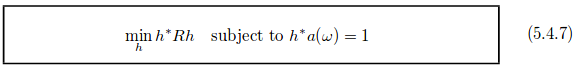 min h*Rh subject to h*a(ω) = 1 (5.4.7)
h